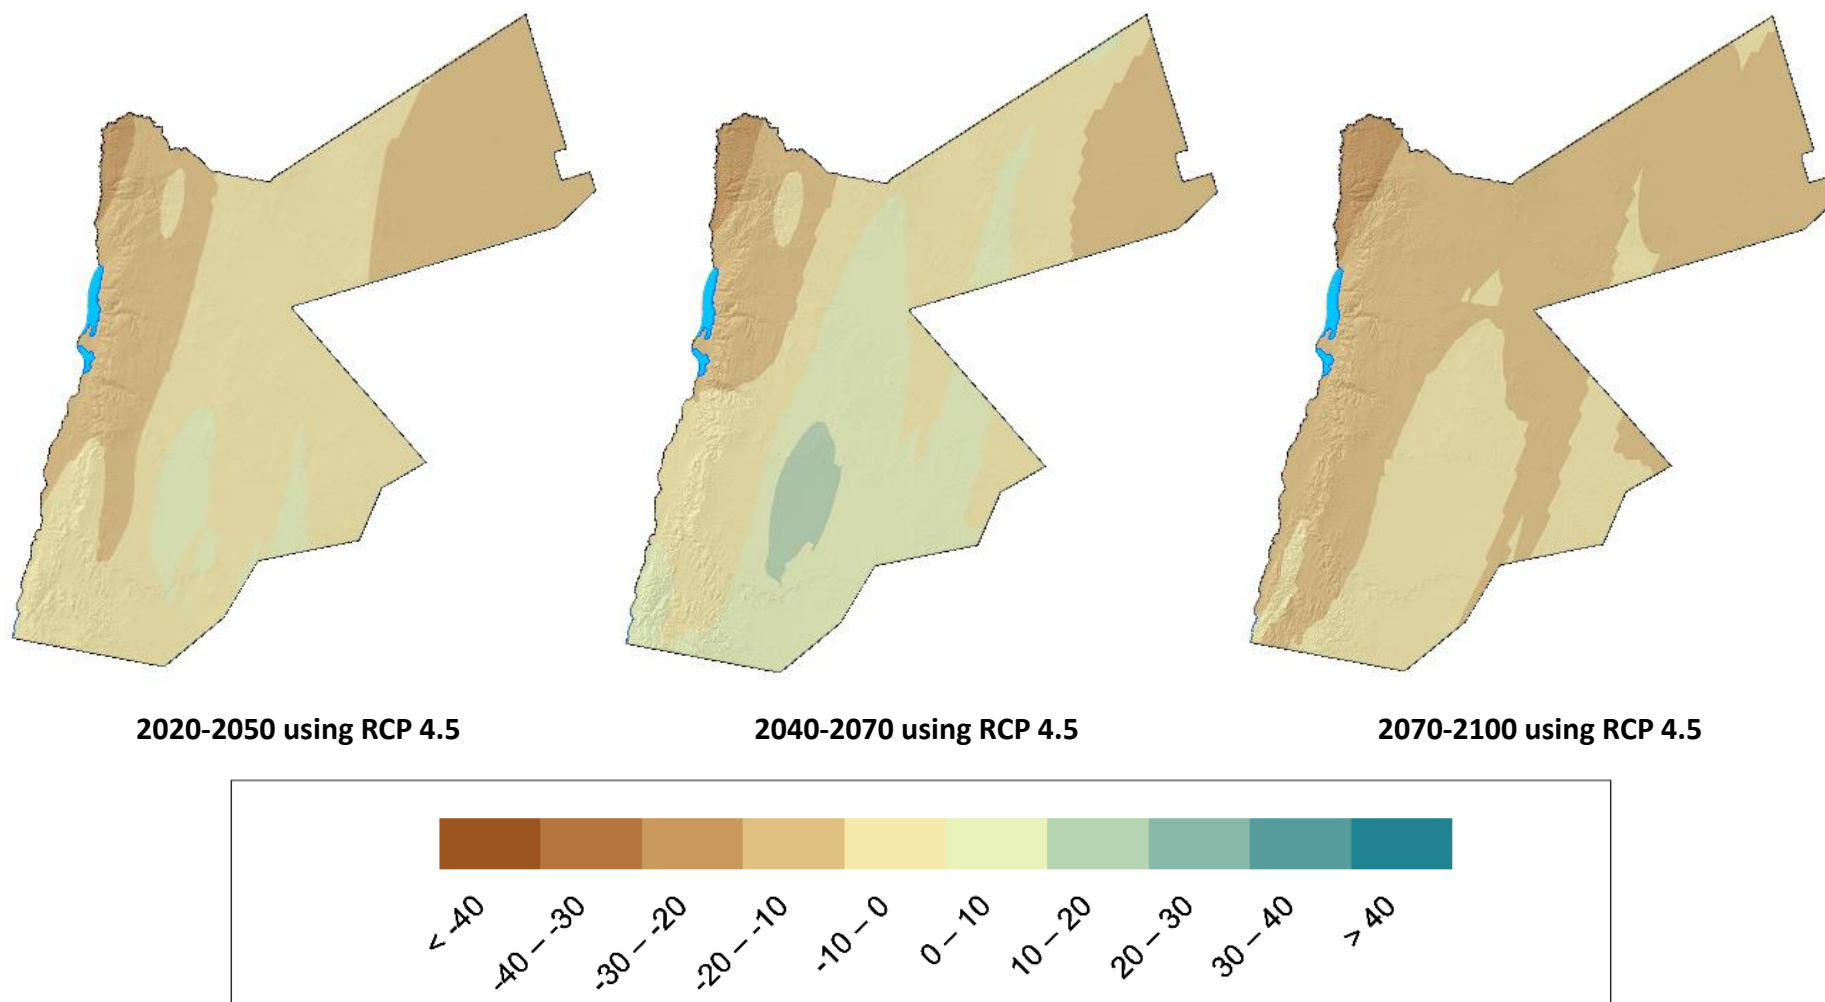 2020-2050 using RCP 4.5
2040-2070 using RCP 4.5
2070-2100 using RCP 4.5
< -40
-40 – -30
-30 – -20
-20 – -10
-10 – 0
0 – 10
10 – 20
20 – 30
30 – 40
> 40